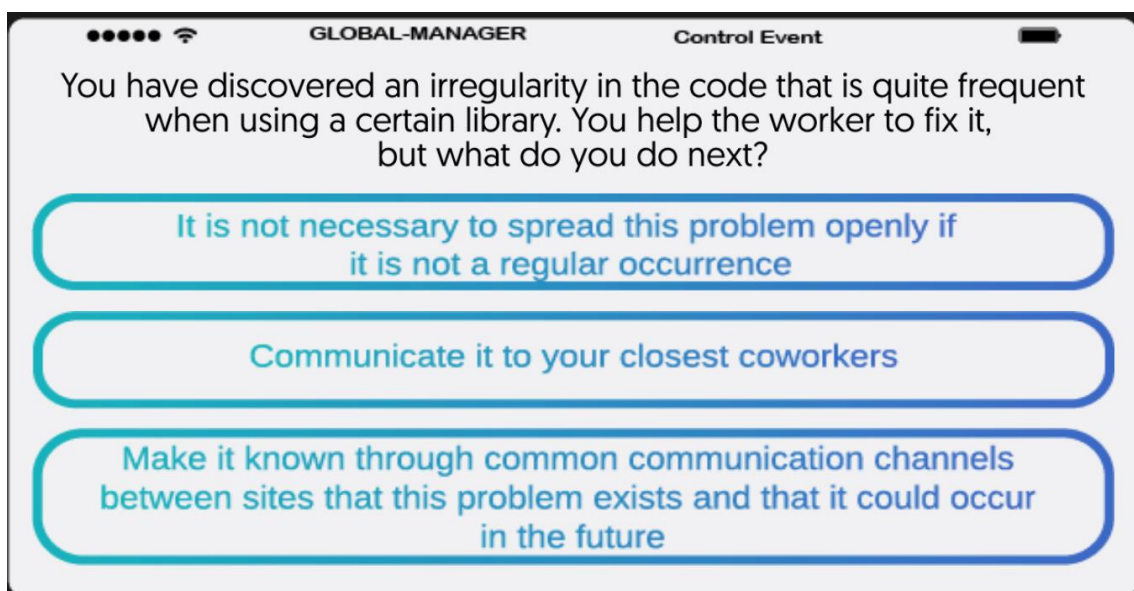 GLOBAL-MANAGER Control Event
You have discovered an irregularity in the code that is quite frequent
when using a certain library. You help the worker to fix it,
but what do you do next?
It is not necessary to spread this problem openly if
it is not a regular occurrence
Communicate it to your closest coworkers
Make it known through common communication channels
between sites that this problem exists and that it could occur
in the future